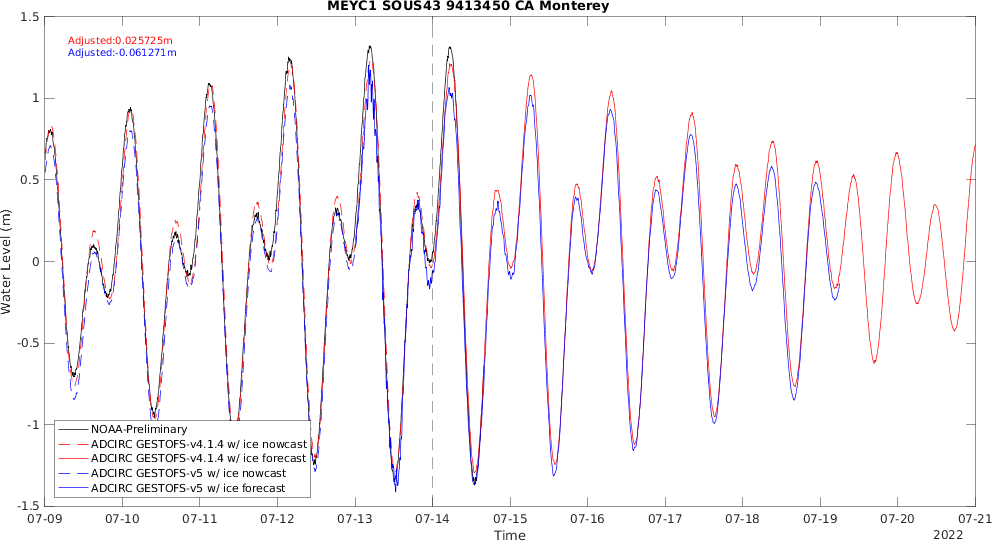 MEYC1 SOUS43 9413450 CA Monterey
Adjusted:0.025725m
Adjusted:-0.061271m
1.5
1
0.5
0
-0.5
-1
-1.5
Water Level (m)
NOAA-Preliminary
ADCIRC GESTOFS-v4.1.4 w/ ice nowcast
ADCIRC GESTOFS-v4.1.4 w/ ice forecast
ADCIRC GESTOFS-v5 w/ ice nowcast
ADCIRC GESTOFS-v5 w/ ice forecast
07-09 07-10 07-11 07-12 07-13 07-14 07-15 07-16 07-17 07-18 07-19 07-20 07-21
Time
2022